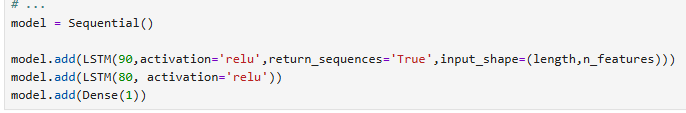 # ...
model = Sequential()
model.add(LSTM(90,activation='relu',return_sequences='True',input_shape=(length,n_features)))
model.add(LSTM(80, activation='relu'))
model.add(Dense(1))